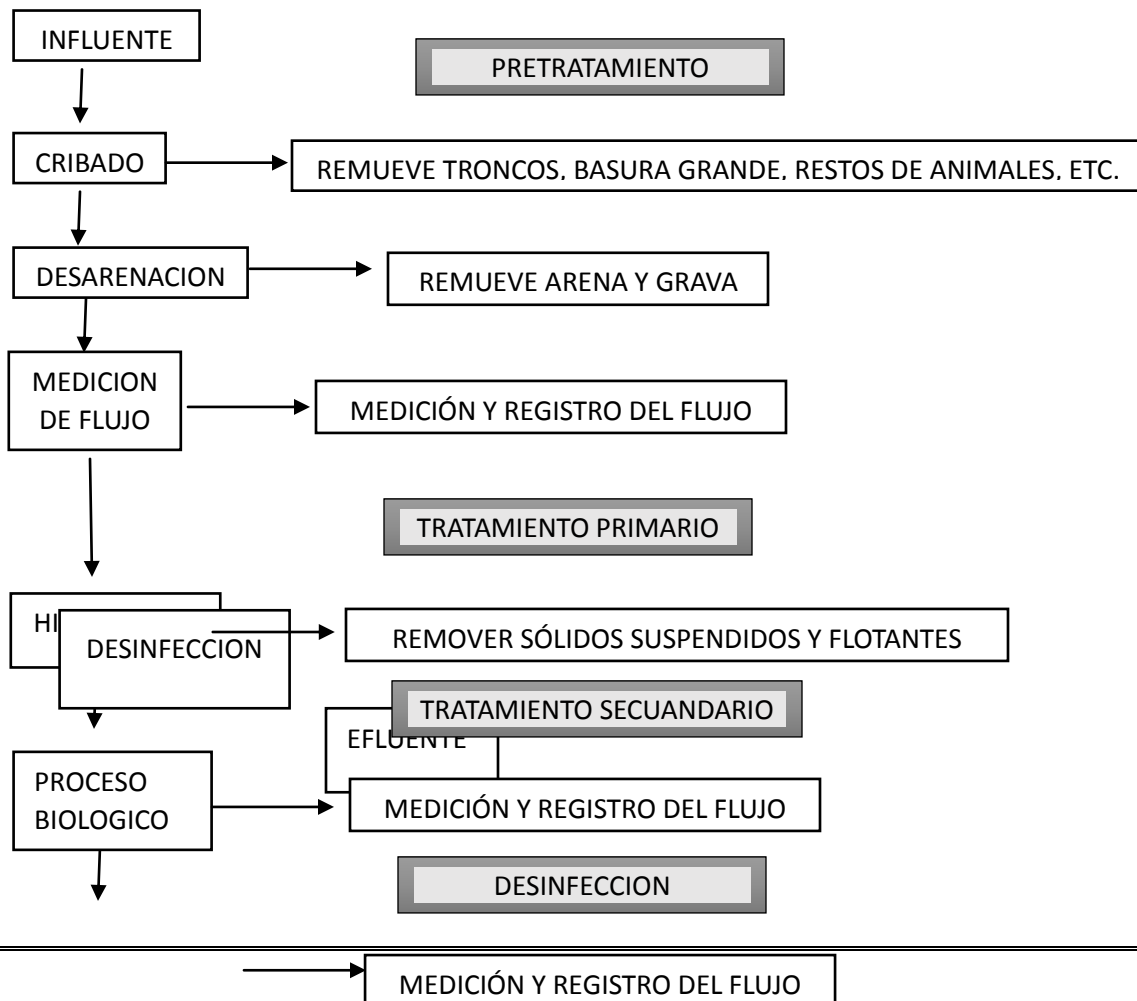 INFLUENTE
PRETRATAMIENTO
CRIBADO
REMUEVE TRONCOS, BASURA GRANDE, RESTOS DE ANIMALES, ETC.
DESARENACION
REMUEVE ARENA Y GRAVA
MEDICION
DE FLUJO
MEDICIÓN Y REGISTRO DEL FLUJO
TRATAMIENTO PRIMARIO
HI
DESINFECCION
REMOVER SÓLIDOS SUSPENDIDOS Y FLOTANTES
TRATAMIENTO SECUANDARIO
EFLUENTE
PROCESO
BIOLOGICO
MEDICIÓN Y REGISTRO DEL FLUJO
DESINFECCION
MEDICIÓN Y REGISTRO DEL FLUJO